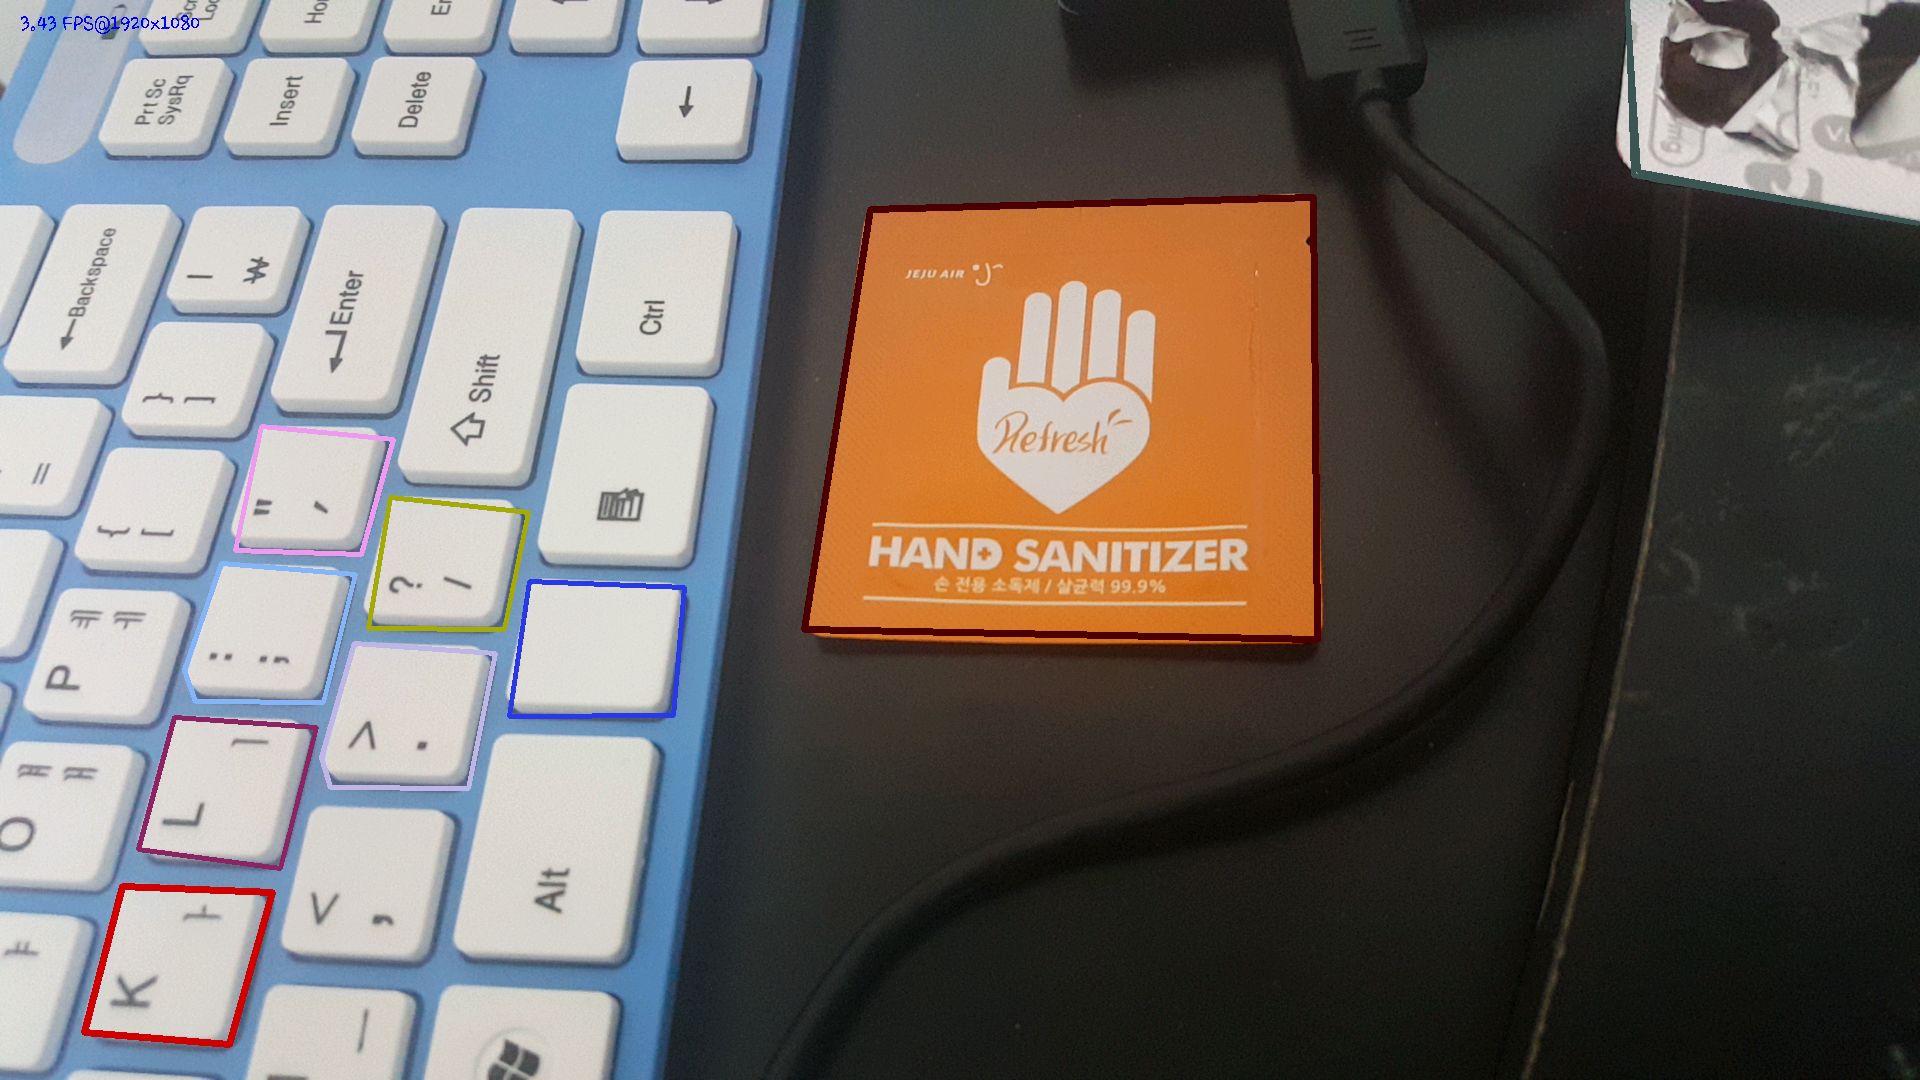 3.43 FPS@1920x1080
Prt Sc
SysRq
Insert
Delete
←
←Backspace
| ₩
Enter
Shift
Ctrl
} ]
=
{ [
" '
? /
P ㅖ ㅔ
: ;
> .
O ㅒ ㅐ
L ㅣ
< ,
Alt
K ㅏ
ㅑ
JEJU AIR
Refresh
HAND SANITIZER
손 전용 소독제 / 살균력 99.9%